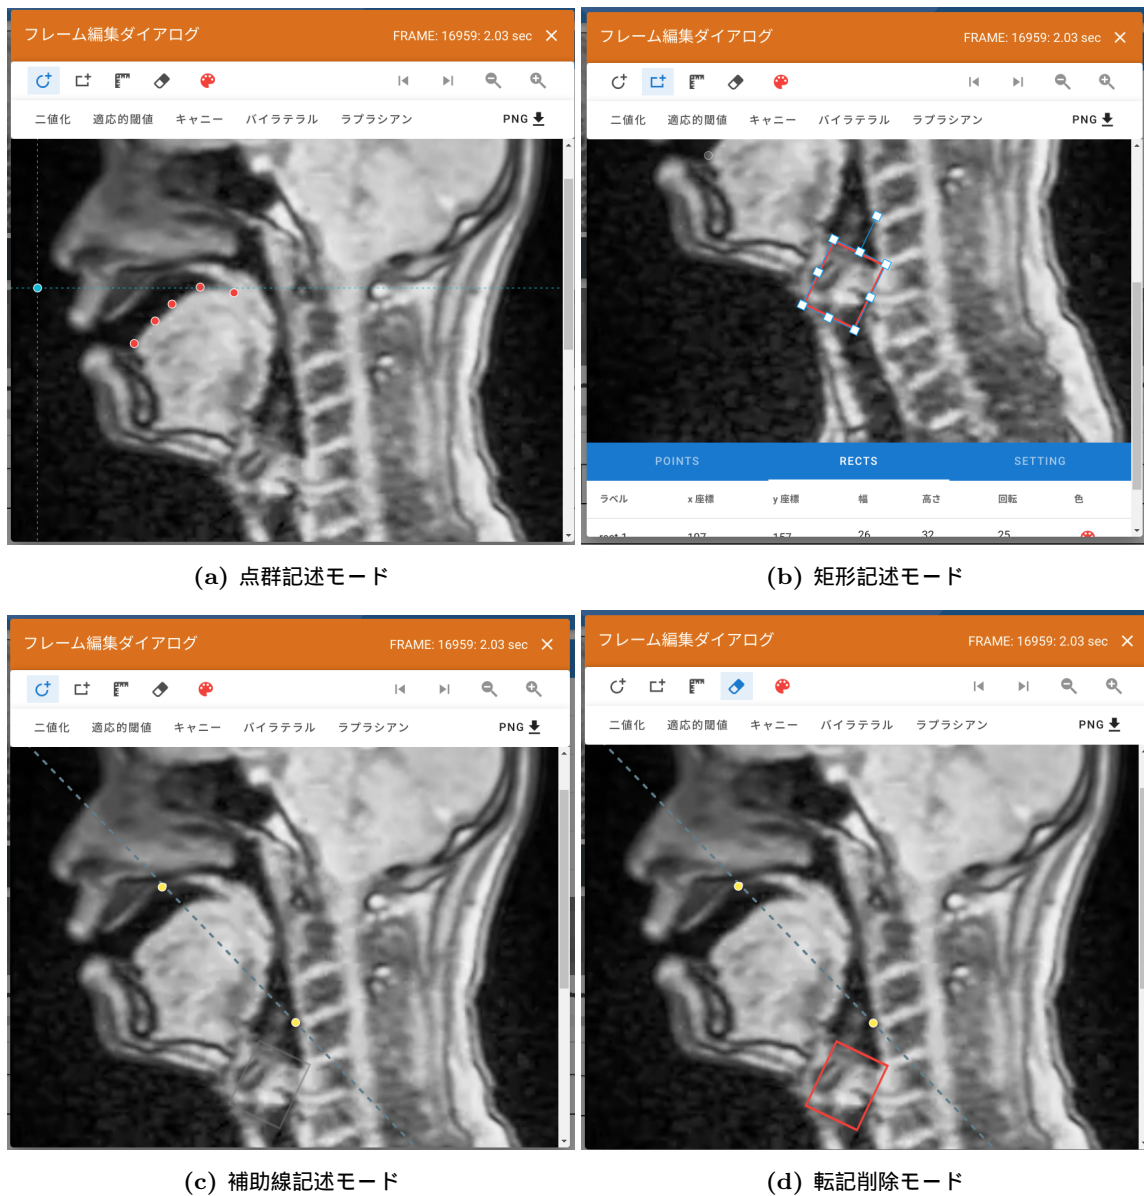 フレーム編集ダイアログ FRAME: 16959: 2.03 sec
二値化 適応的閾値 キャニー バイラテラル ラプラシアン PNG
(a) 点群記述モード
フレーム編集ダイアログ FRAME: 16959: 2.03 sec
二値化 適応的閾値 キャニー バイラテラル ラプラシアン PNG
POINTS RECTS SETTING
ラベル x 座標 y 座標 幅 高さ 回転 色
rect 1 107 157 26 32 25
(b) 矩形記述モード
フレーム編集ダイアログ FRAME: 16959: 2.03 sec
二値化 適応的閾値 キャニー バイラテラル ラプラシアン PNG
(c) 補助線記述モード
フレーム編集ダイアログ FRAME: 16959: 2.03 sec
二値化 適応的閾値 キャニー バイラテラル ラプラシアン PNG
(d) 転記削除モード